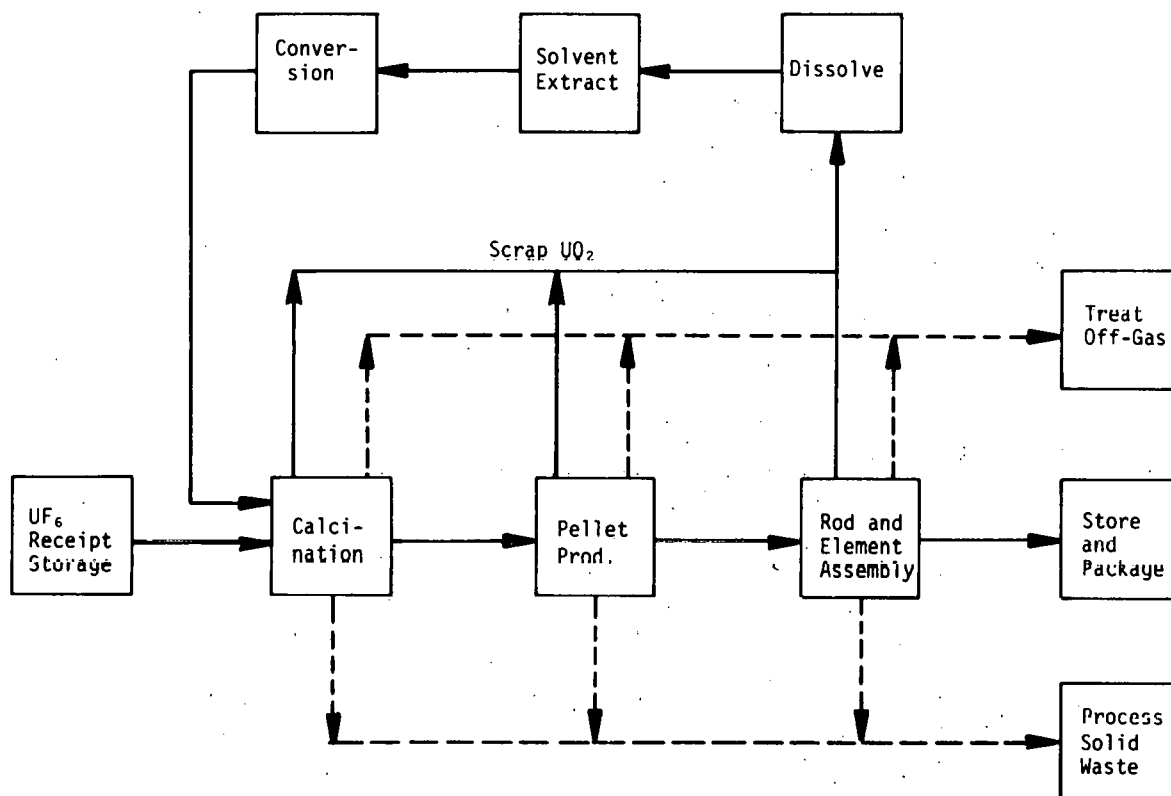 Conver-
sion
Solvent
Extract
Dissolve
Scrap UO₂
Treat
Off-Gas
UF₆
Receipt
Storage
Calci-
nation
Pellet
Prod.
Rod and
Element
Assembly
Store
and
Package
Process
Solid
Waste